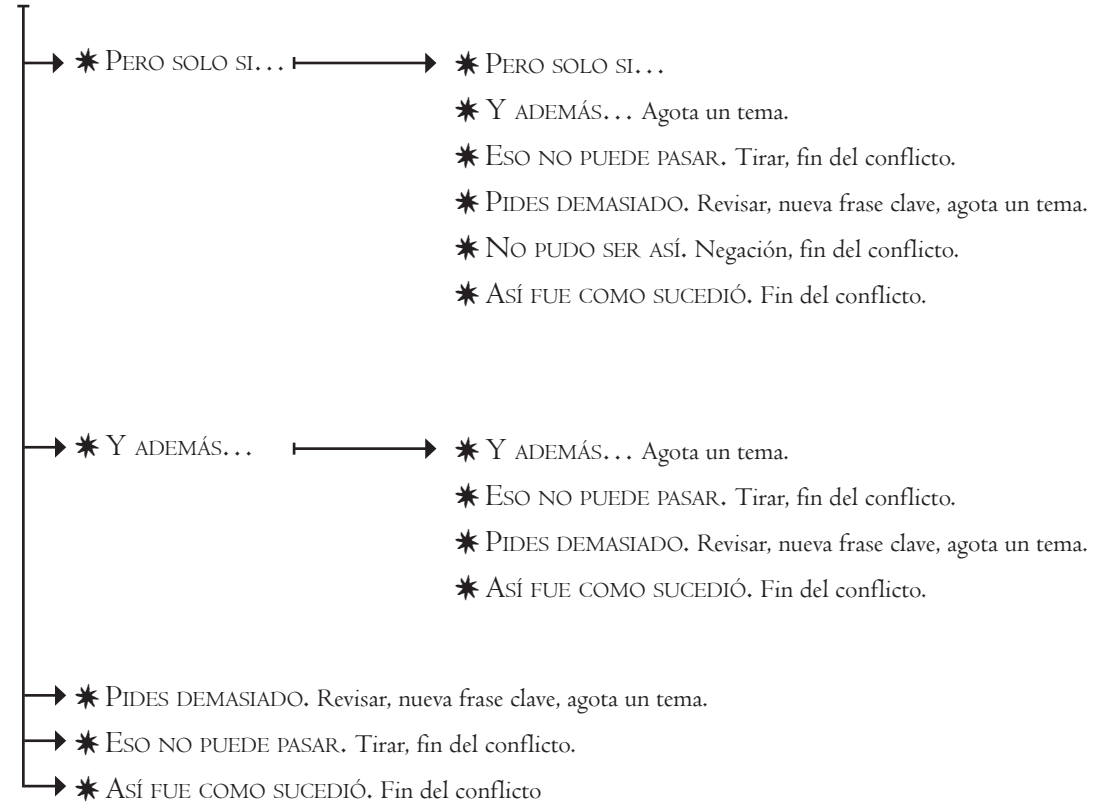 ✷ Pero solo si… ✷ Pero solo si…
✷ Y además… Agota un tema.
✷ Eso no puede pasar. Tirar, fin del conflicto.
✷ Pides demasiado. Revisar, nueva frase clave, agota un tema.
✷ No pudo ser así. Negación, fin del conflicto.
✷ Así fue como sucedió. Fin del conflicto.
✷ Y además… ✷ Y además… Agota un tema.
✷ Eso no puede pasar. Tirar, fin del conflicto.
✷ Pides demasiado. Revisar, nueva frase clave, agota un tema.
✷ Así fue como sucedió. Fin del conflicto.
✷ Pides demasiado. Revisar, nueva frase clave, agota un tema.
✷ Eso no puede pasar. Tirar, fin del conflicto.
✷ Así fue como sucedió. Fin del conflicto